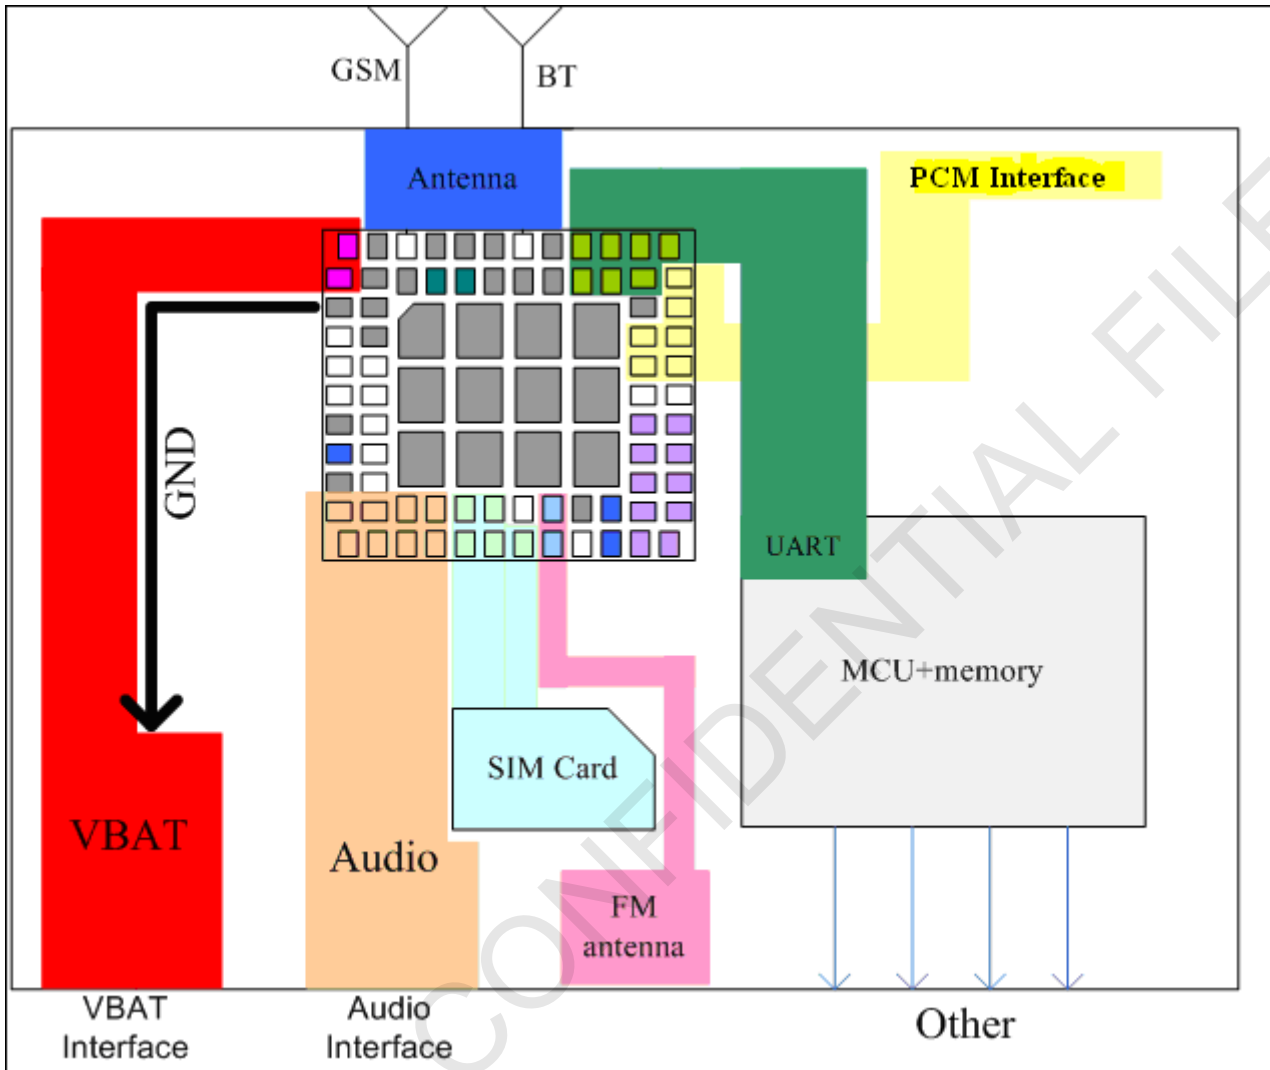 GSM
BT
Antenna
PCM Interface
GND
UART
MCU+memory
SIM Card
VBAT
Audio
FM
antenna
VBAT
Interface
Audio
Interface
Other
CONFIDENTIAL FILE